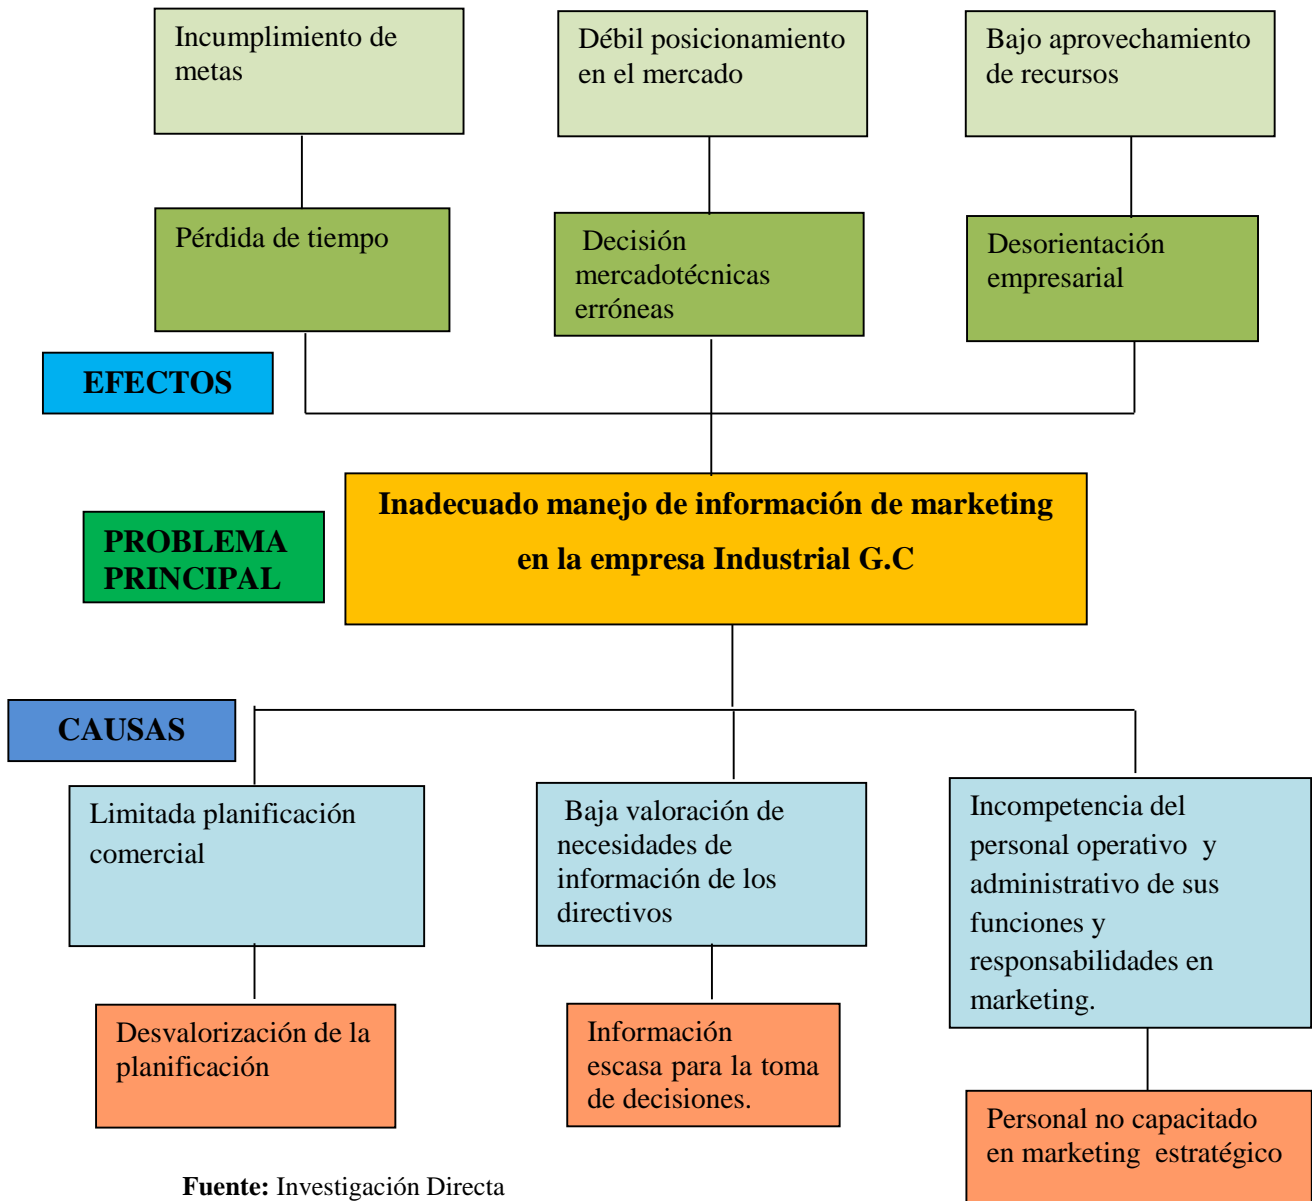 Incumplimiento de
metas
Débil posicionamiento
en el mercado
Bajo aprovechamiento
de recursos
Pérdida de tiempo
Decisión
mercadotécnicas
erróneas
Desorientación
empresarial
EFECTOS
Inadecuado manejo de información de marketing
en la empresa Industrial G.C
PROBLEMA
PRINCIPAL
CAUSAS
Limitada planificación
comercial
Baja valoración de
necesidades de
información de los
directivos
Incompetencia del
personal operativo y
administrativo de sus
funciones y
responsabilidades en
marketing.
Desvalorización de la
planificación
Información
escasa para la toma
de decisiones.
Personal no capacitado
en marketing estratégico
Fuente: Investigación Directa